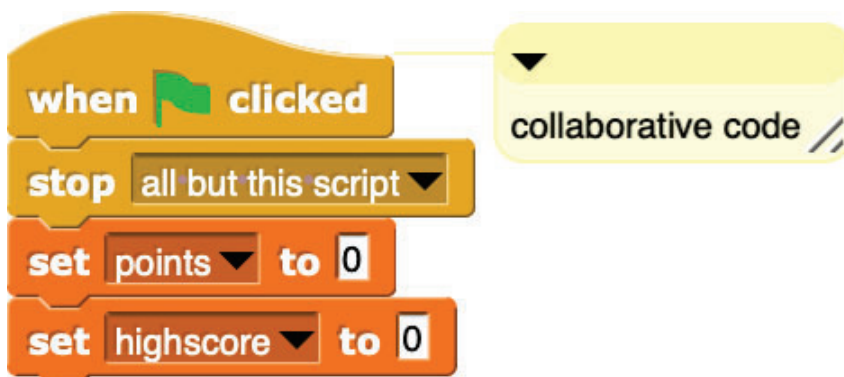 when clicked
collaborative code
stop all but this script
set points to 0
set highscore to 0